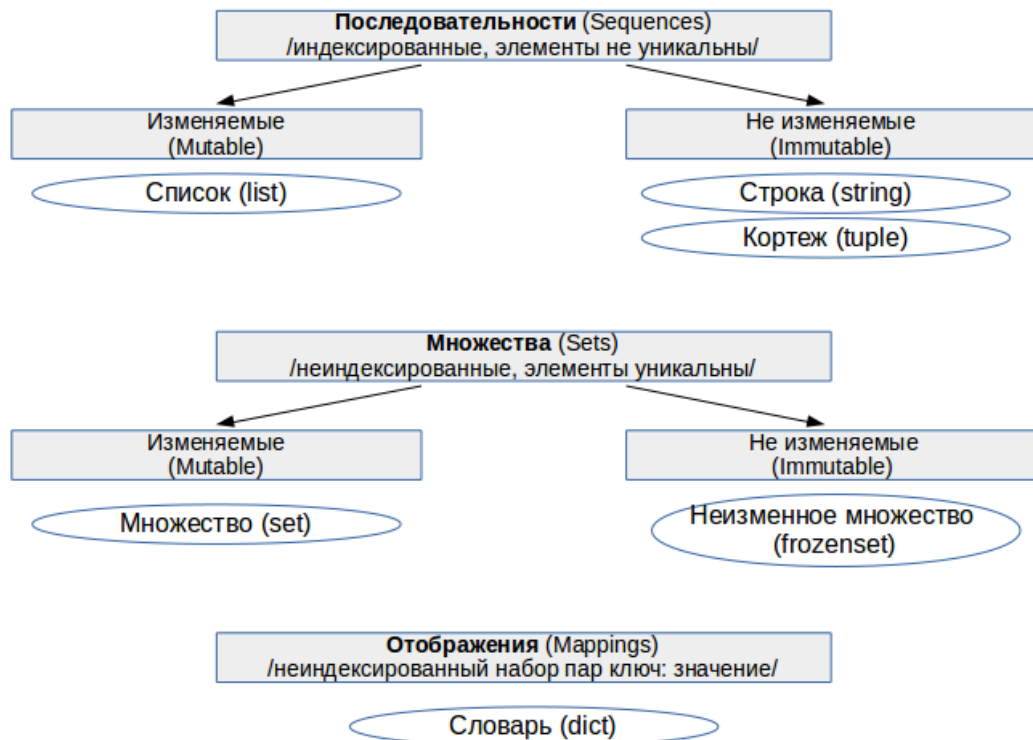 Последовательности (Sequences)
/индексированные, элементы не уникальны/
Изменяемые
(Mutable)
Не изменяемые
(Immutable)
Список (list)
Строка (string)
Кортеж (tuple)
Множества (Sets)
/неиндексированные, элементы уникальны/
Изменяемые
(Mutable)
Не изменяемые
(Immutable)
Множество (set)
Неизменное множество
(frozenset)
Отображения (Mappings)
/неиндексированный набор пар ключ: значение/
Словарь (dict)